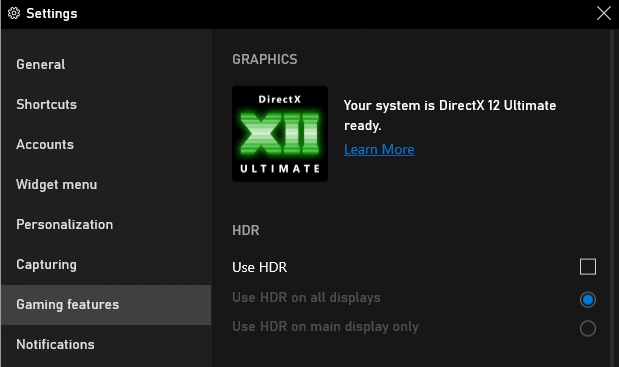 Settings
General
Shortcuts
Accounts
Widget menu
Personalization
Capturing
Gaming features
Notifications
GRAPHICS
DirectX
XII
ULTIMATE
Your system is DirectX 12 Ultimate
ready.
Learn More
HDR
Use HDR
Use HDR on all displays
Use HDR on main display only